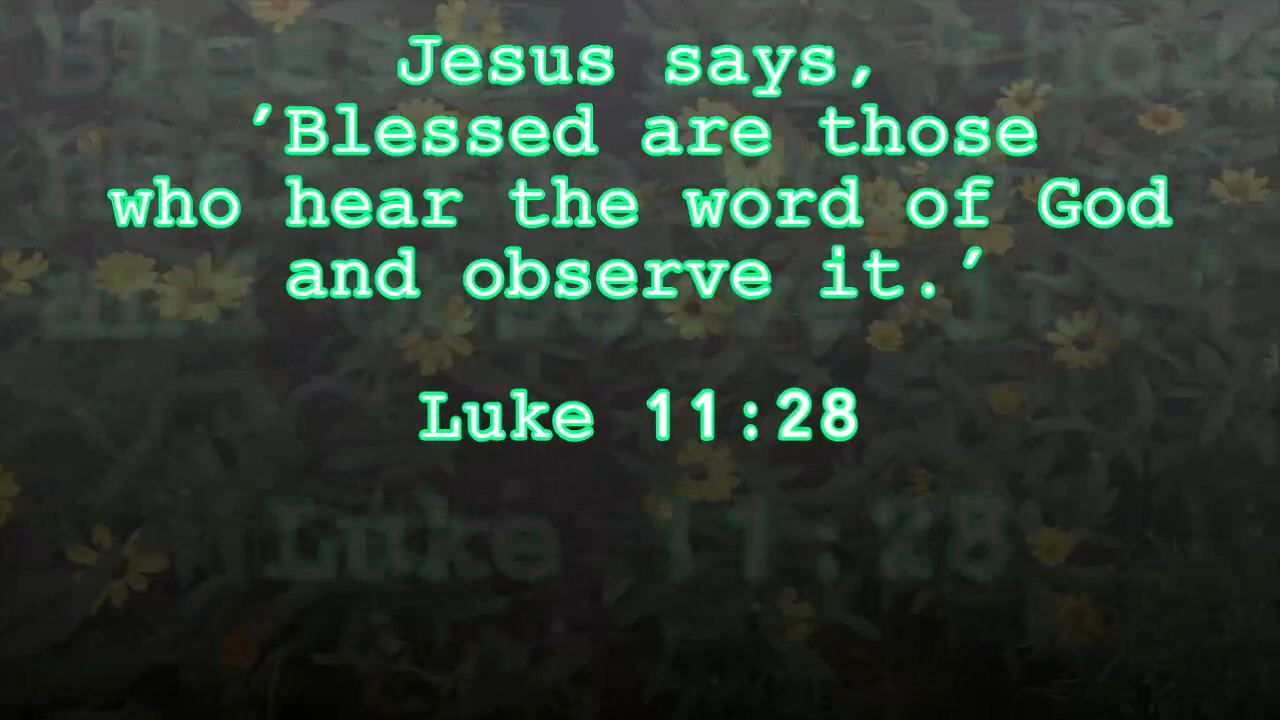 Jesus says,
’Blessed are those
who hear the word of God
and observe it.’
Luke 11:28